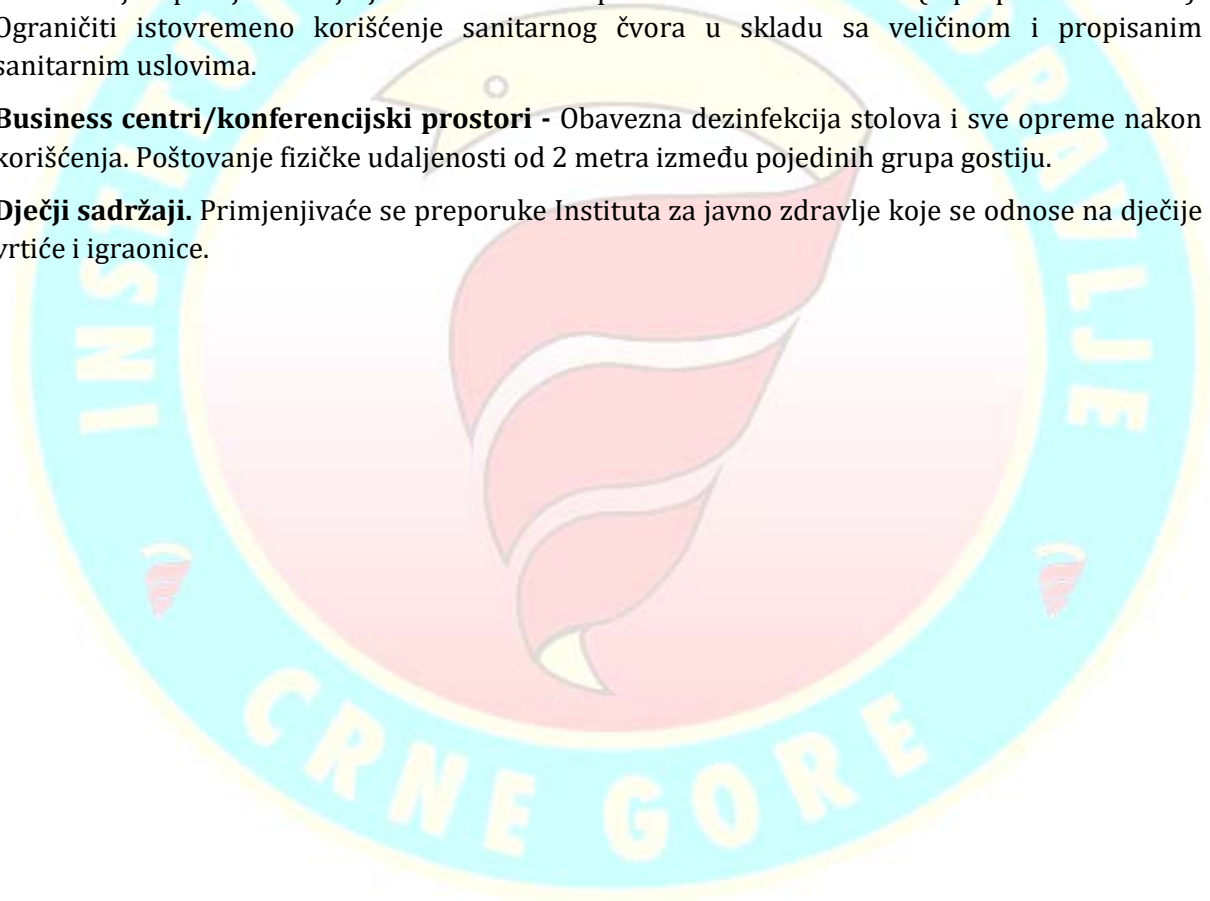 Ograničiti istovremeno korišćenje sanitarnog čvora u skladu sa veličinom i propisanim
sanitarnim uslovima.
Business centri/konferencijski prostori - Obavezna dezinfekcija stolova i sve opreme nakon
korišćenja. Poštovanje fizičke udaljenosti od 2 metra između pojedinih grupa gostiju.
Dječji sadržaji. Primjenjivaće se preporuke Instituta za javno zdravlje koje se odnose na dječije
vrtiće i igraonice.
INSTITU
ORAVLJE
CRNE GORE